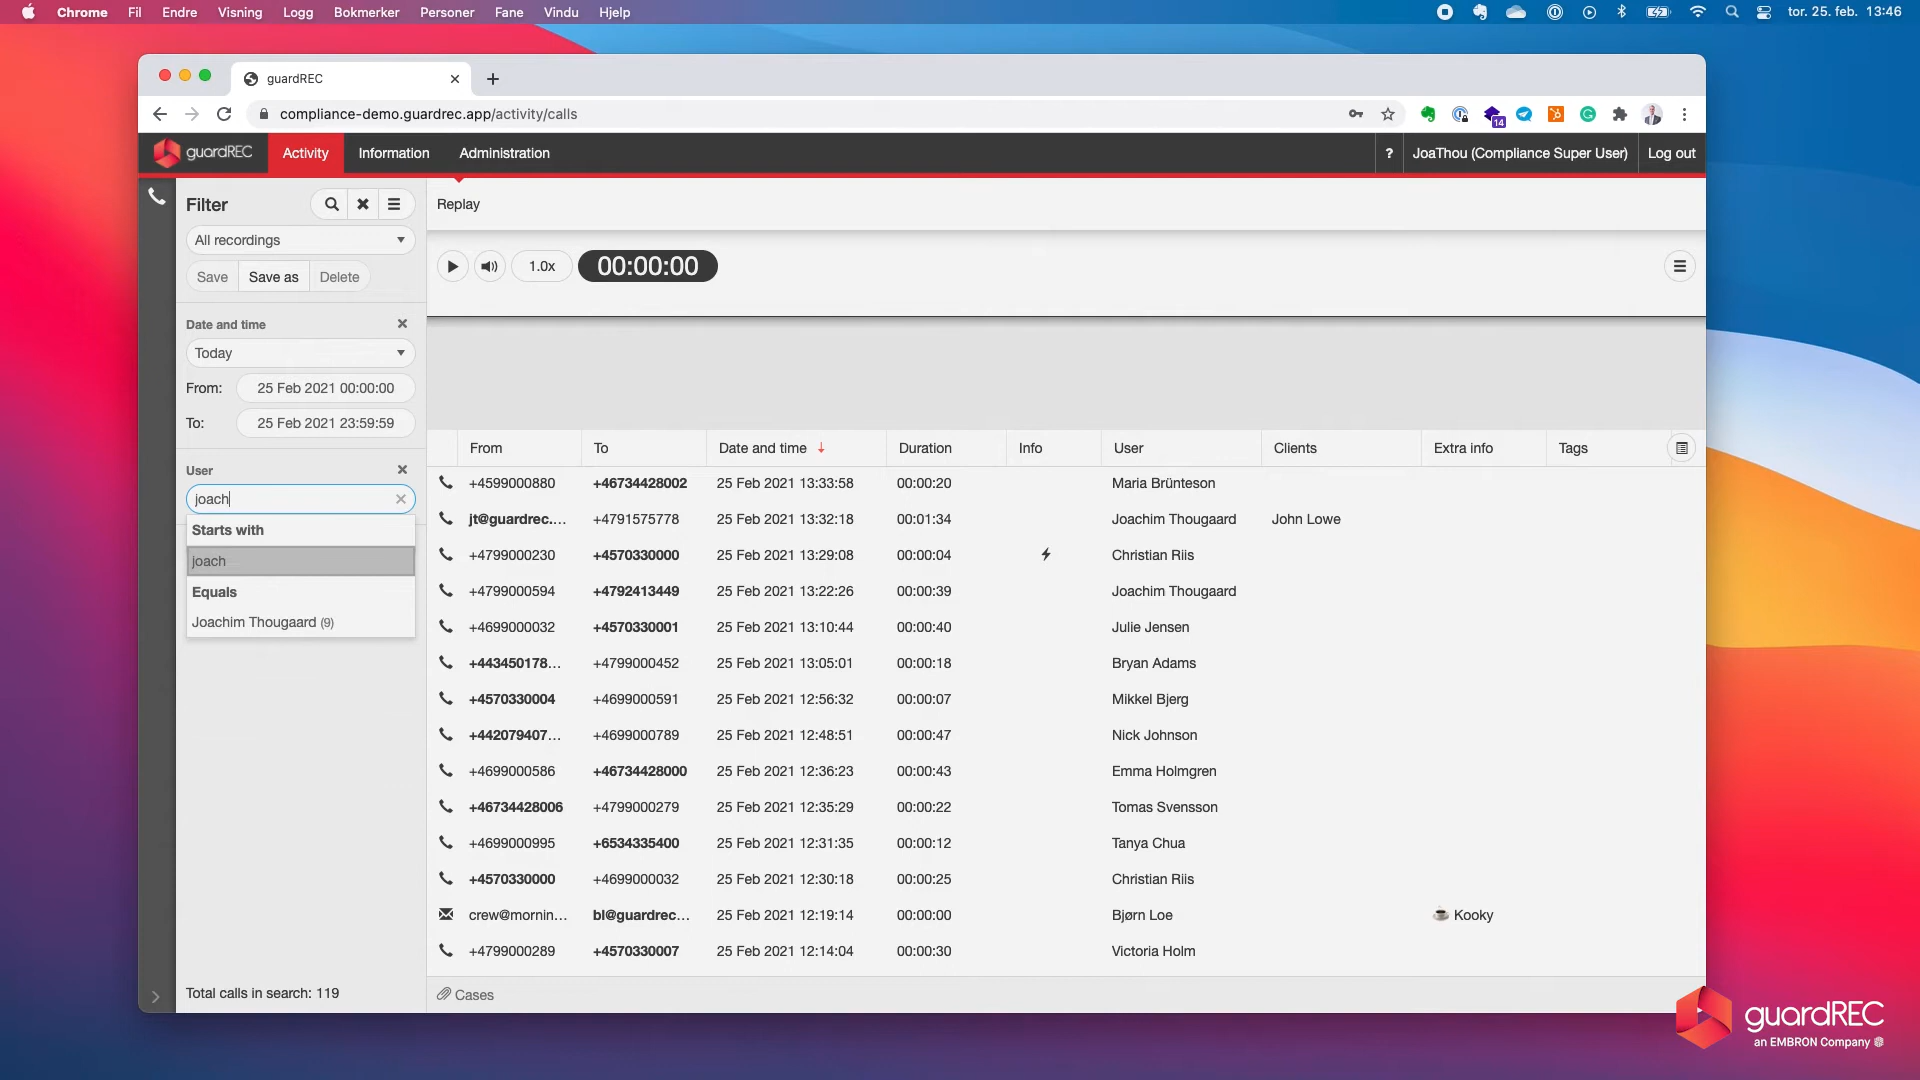 Chrome Fil Endre Visning Logg Bokmerker Personer Fane Vindu Hjelp tor. 25. feb. 13:46
guardREC
compliance-demo.guardrec.app/activity/calls 14
guardREC Activity Information Administration ? JoaThou (Compliance Super User) Log out
Filter
All recordings
Save Save as Delete
Date and time
Today
From: 25 Feb 2021 00:00:00
To: 25 Feb 2021 23:59:59
User
joach
Starts with
joach
Equals
Joachim Thougaard (9)
Total calls in search: 119
Replay
1.0x 00:00:00
From To Date and time Duration Info User Clients Extra info Tags
+4599000880 +46734428002 25 Feb 2021 13:33:58 00:00:20 Maria Brünteson
jt@guardrec.... +4791575778 25 Feb 2021 13:32:18 00:01:34 Joachim Thougaard John Lowe
+4799000230 +4570330000 25 Feb 2021 13:29:08 00:00:04 Christian Riis
+4799000594 +4792413449 25 Feb 2021 13:22:26 00:00:39 Joachim Thougaard
+4699000032 +4570330001 25 Feb 2021 13:10:44 00:00:40 Julie Jensen
+443450178... +4799000452 25 Feb 2021 13:05:01 00:00:18 Bryan Adams
+4570330004 +4699000591 25 Feb 2021 12:56:32 00:00:07 Mikkel Bjerg
+442079407... +4699000789 25 Feb 2021 12:48:51 00:00:47 Nick Johnson
+4699000586 +46734428000 25 Feb 2021 12:36:23 00:00:43 Emma Holmgren
+46734428006 +4799000279 25 Feb 2021 12:35:29 00:00:22 Tomas Svensson
+4699000995 +6534335400 25 Feb 2021 12:31:35 00:00:12 Tanya Chua
+4570330000 +4699000032 25 Feb 2021 12:30:18 00:00:25 Christian Riis
crew@mornin... bl@guardrec... 25 Feb 2021 12:19:14 00:00:00 Bjørn Loe ☕ Kooky
+4799000289 +4570330007 25 Feb 2021 12:14:04 00:00:30 Victoria Holm
Cases
guardREC
an EMBRON Company